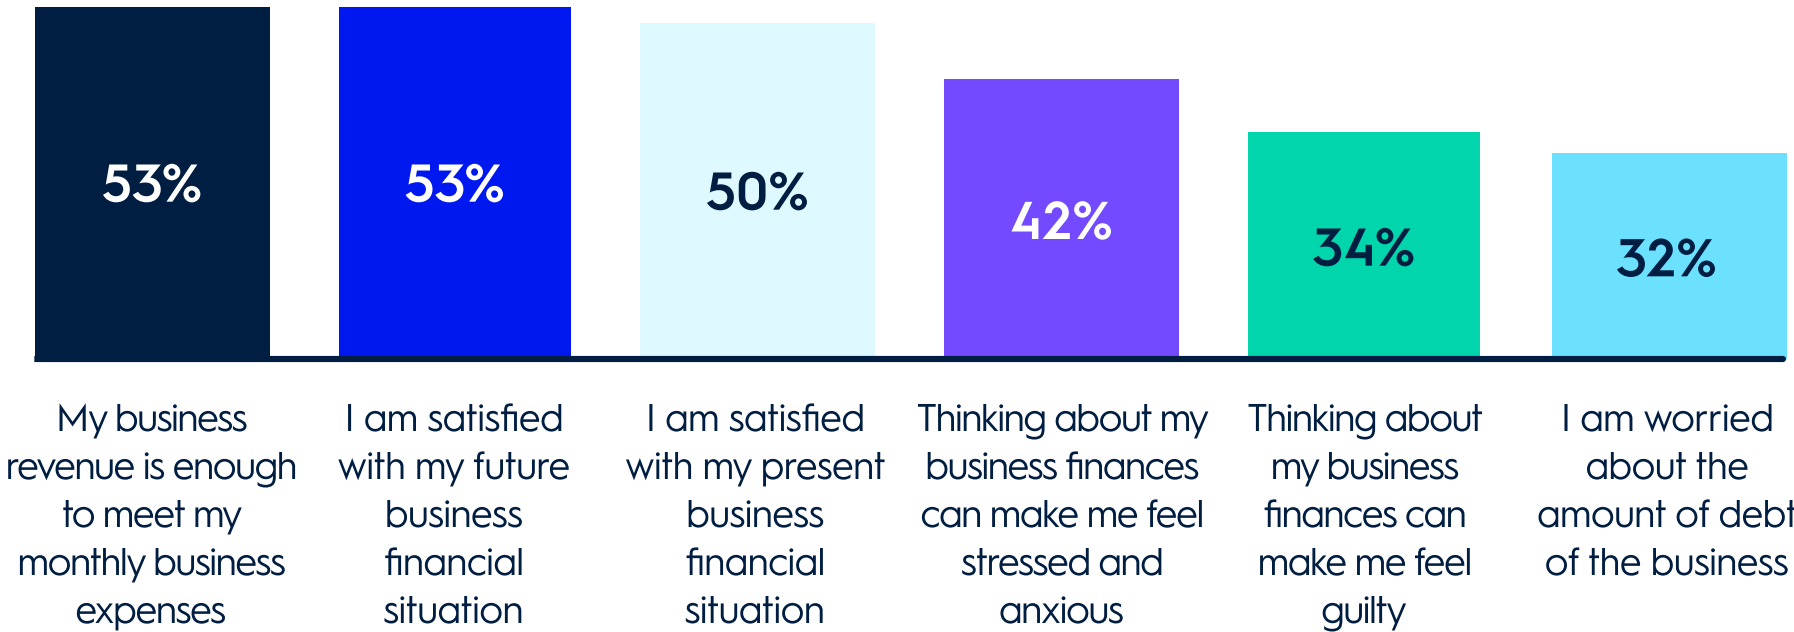 53%
53%
50%
42%
34%
32%
My business
revenue is enough
to meet my
monthly business
expenses
I am satisfied
with my future
business
financial
situation
I am satisfied
with my present
business
financial
situation
Thinking about my
business finances
can make me feel
stressed and
anxious
Thinking about
my business
finances can
make me feel
guilty
I am worried
about the
amount of debt
of the business